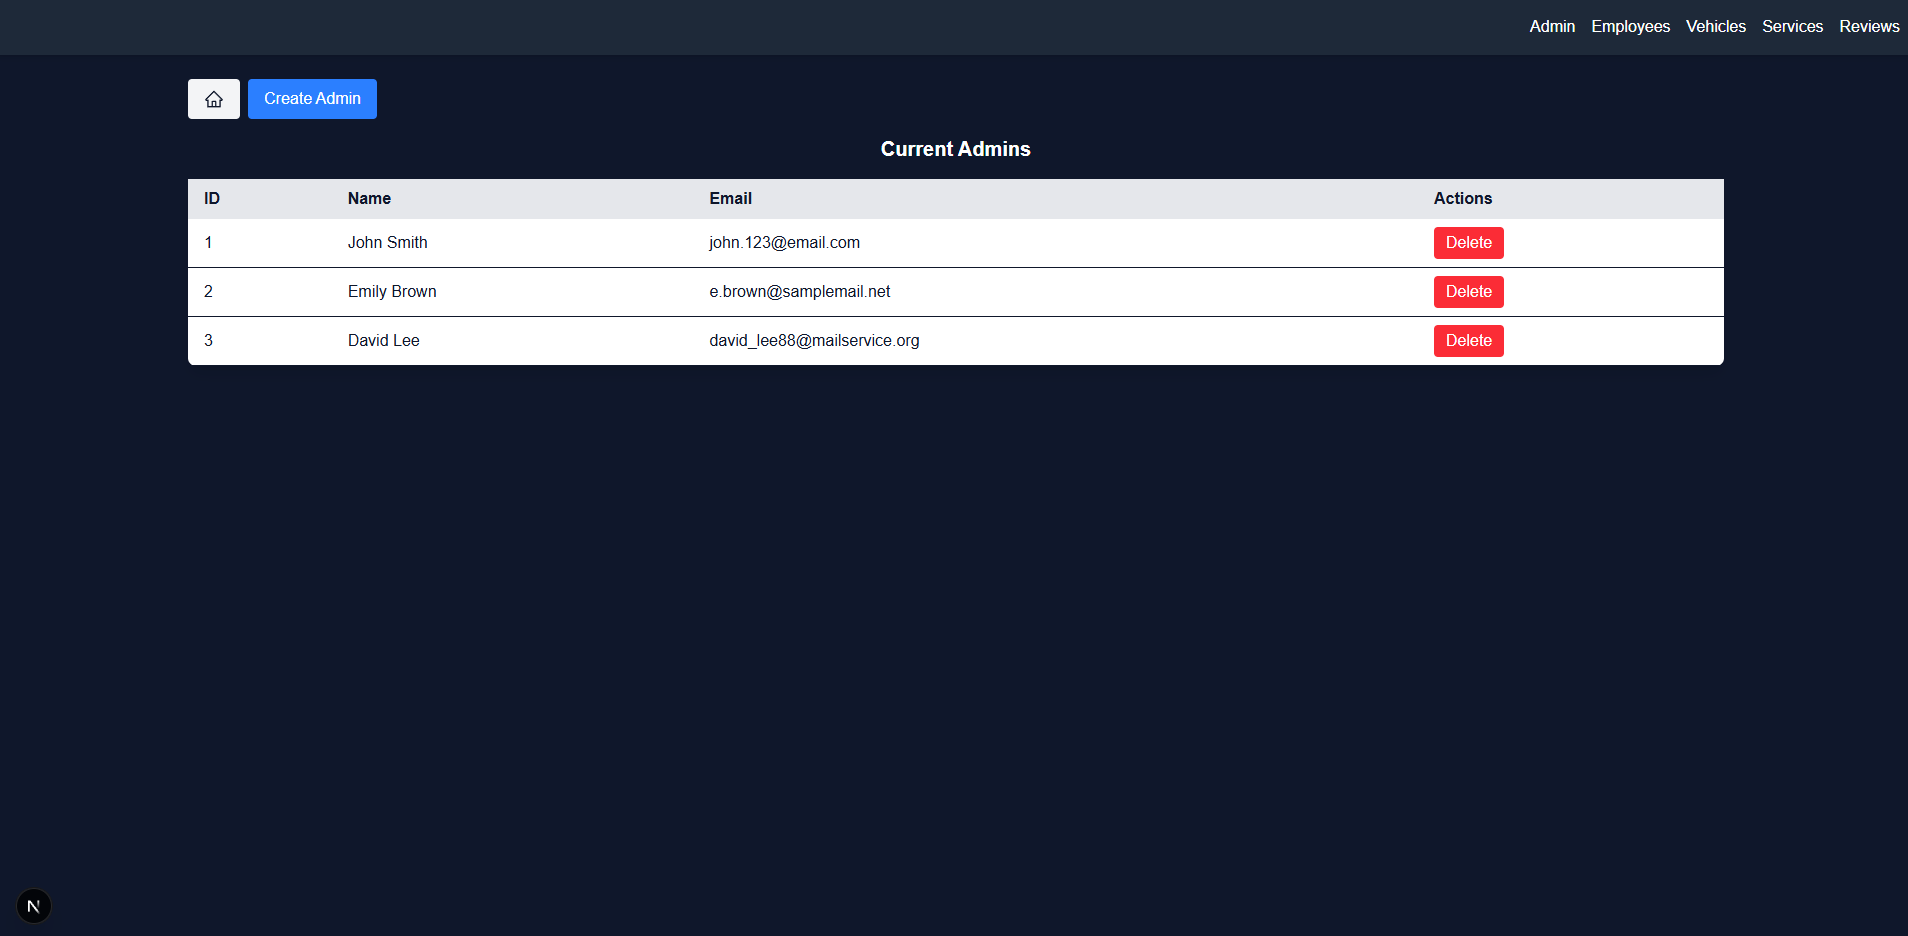 Admin Employees Vehicles Services Reviews
Create Admin
Current Admins
ID Name Email Actions
1 John Smith john.123@email.com Delete
2 Emily Brown e.brown@samplemail.net Delete
3 David Lee david_lee88@mailservice.org Delete
N